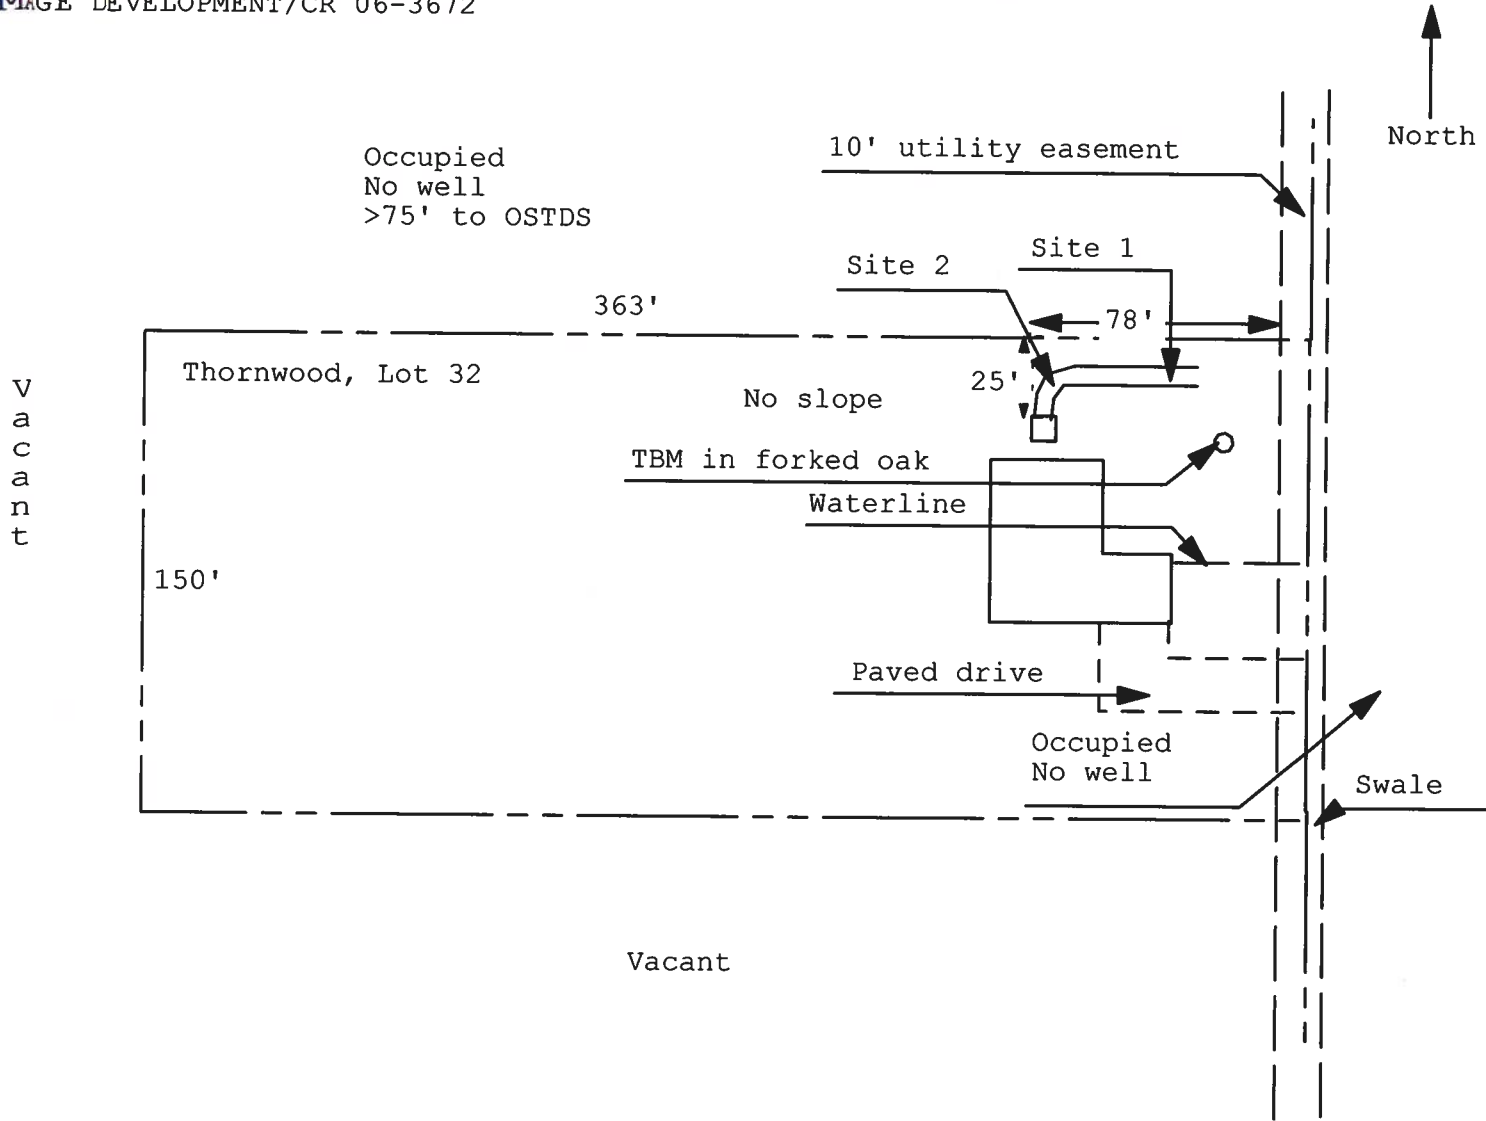 DEVELOPMENT/CR 06-3672
North
10' utility easement
Occupied
No well
>75' to OSTDS
Site 1
Site 2
363'
78'
Thornwood, Lot 32
25'
No slope
Vacant
TBM in forked oak
Waterline
150'
Paved drive
Occupied
No well
Swale
Vacant